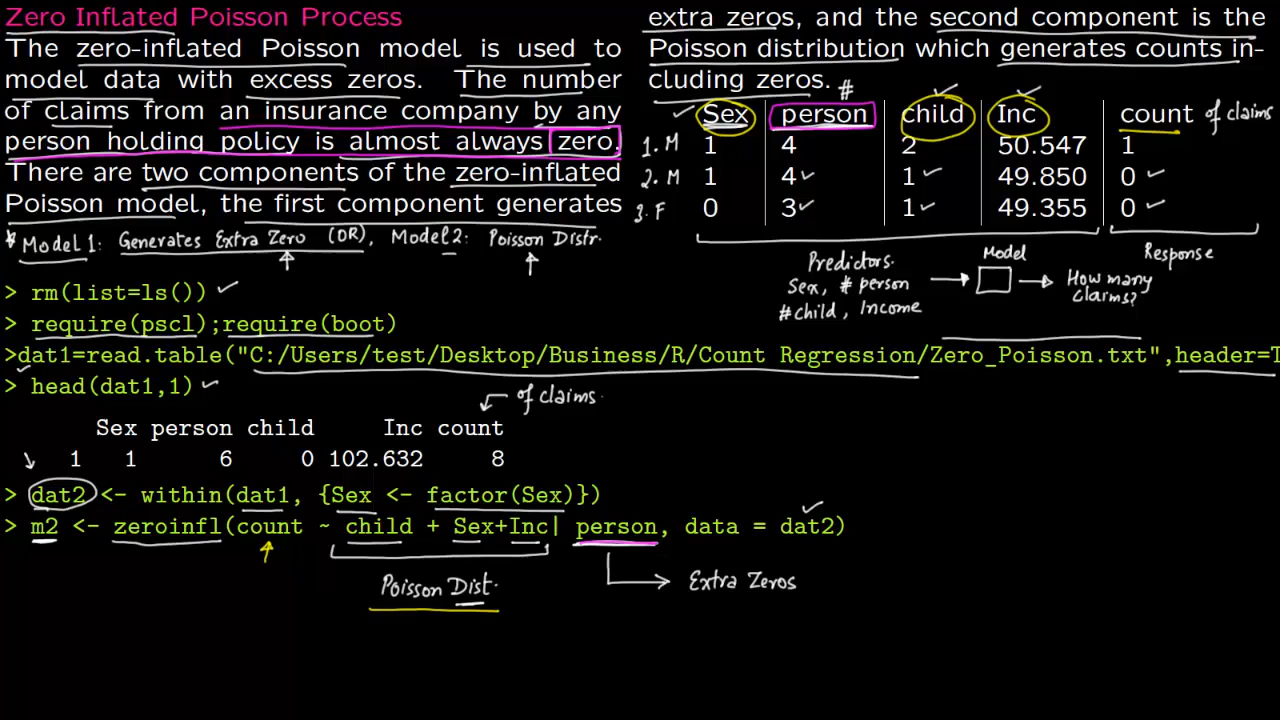 Zero Inflated Poisson Process
The zero-inflated Poisson model is used to
model data with excess zeros. The number
of claims from an insurance company by any
person holding policy is almost always zero.
There are two components of the zero-inflated
Poisson model, the first component generates
extra zeros, and the second component is the
Poisson distribution which generates counts in-
cluding zeros.
#
Sex person child Inc count of claims
1. M 1 4 2 50.547 1
2. M 1 4 1 49.850 0
3. F 0 3 1 49.355 0
Predictors
Sex, # person
# child, Income
Model
How many
Claims?
Response
* Model 1: Generates Extra Zero (OR), Model 2: Poisson Distr.
> rm(list=ls())
> require(pscl);require(boot)
>dat1=read.table("C:/Users/test/Desktop/Business/R/Count Regression/Zero_Poisson.txt",header=T
> head(dat1,1)
of claims
Sex person child Inc count
1 1 6 0 102.632 8
> dat2 <- within(dat1, {Sex <- factor(Sex)})
> m2 <- zeroinfl(count ~ child + Sex+Inc| person, data = dat2)
Poisson Dist.
Extra Zeros